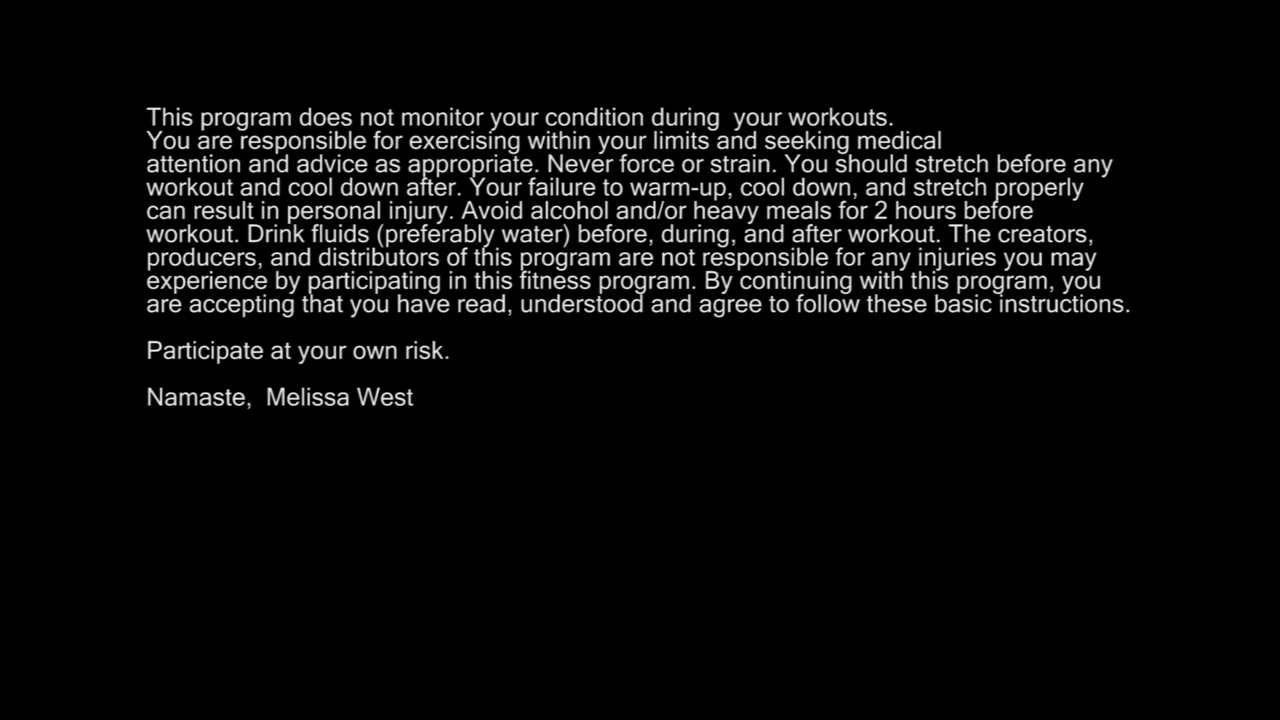 This program does not monitor your condition during  your workouts.
You are responsible for exercising within your limits and seeking medical
attention and advice as appropriate. Never force or strain. You should stretch before any
workout and cool down after. Your failure to warm-up, cool down, and stretch properly
can result in personal injury. Avoid alcohol and/or heavy meals for 2 hours before
workout. Drink fluids (preferably water) before, during, and after workout. The creators,
producers, and distributors of this program are not responsible for any injuries you may
experience by participating in this fitness program. By continuing with this program, you
are accepting that you have read, understood and agree to follow these basic instructions.
Participate at your own risk.
Namaste,  Melissa West